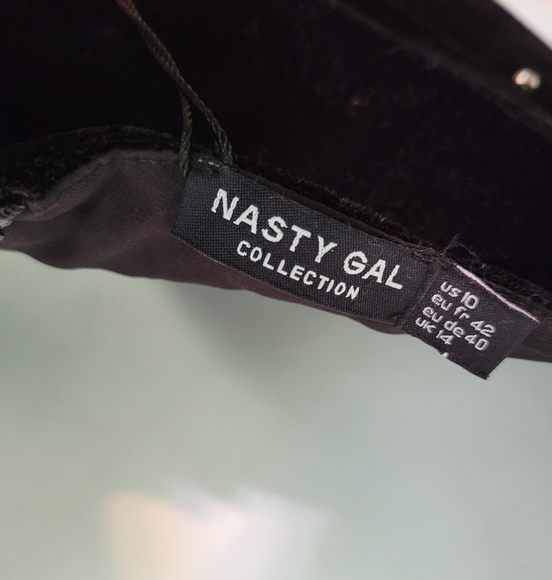 NASTY GAL
COLLECTION
us 10
eu fr 42
eu de 40
uk 14